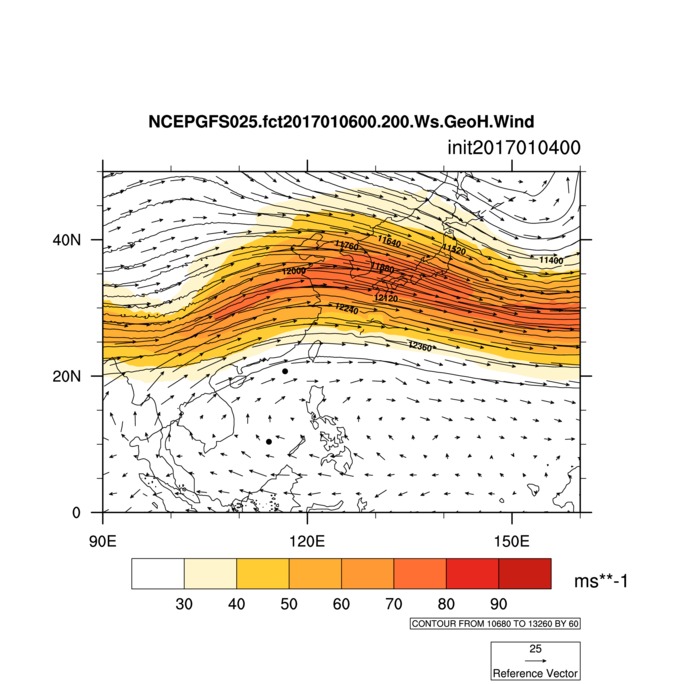 NCEPGFS025.fct2017010600.200.Ws.GeoH.Wind
init2017010400
40N
20N
0
11760
11640
11520
11400
12000
11880
12120
12240
12360
90E
120E
150E
30 40 50 60 70 80 90
ms**-1
CONTOUR FROM 10680 TO 13260 BY 60
25
Reference Vector